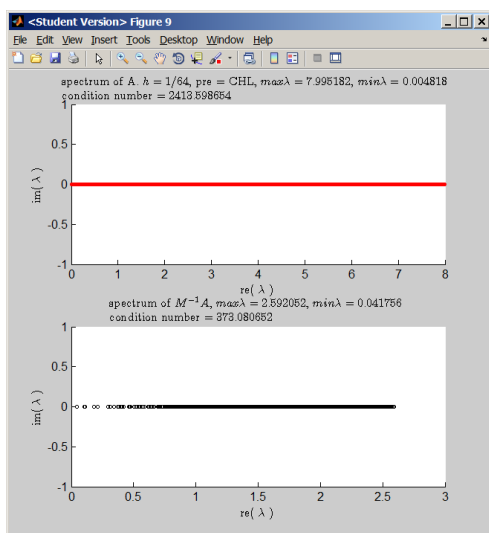 <Student Version> Figure 9
File Edit View Insert Tools Desktop Window Help
spectrum of A. h = 1/64, pre = CHL, maxλ = 7.995182, minλ = 0.004818
condition number = 2413.598654
1
0.5
0
-0.5
-1
im( λ )
0 1 2 3 4 5 6 7 8
re( λ )
spectrum of M⁻¹A, maxλ = 2.592052, minλ = 0.041756
condition number = 373.080652
1
0.5
0
-0.5
-1
im( λ )
0 0.5 1 1.5 2 2.5 3
re( λ )